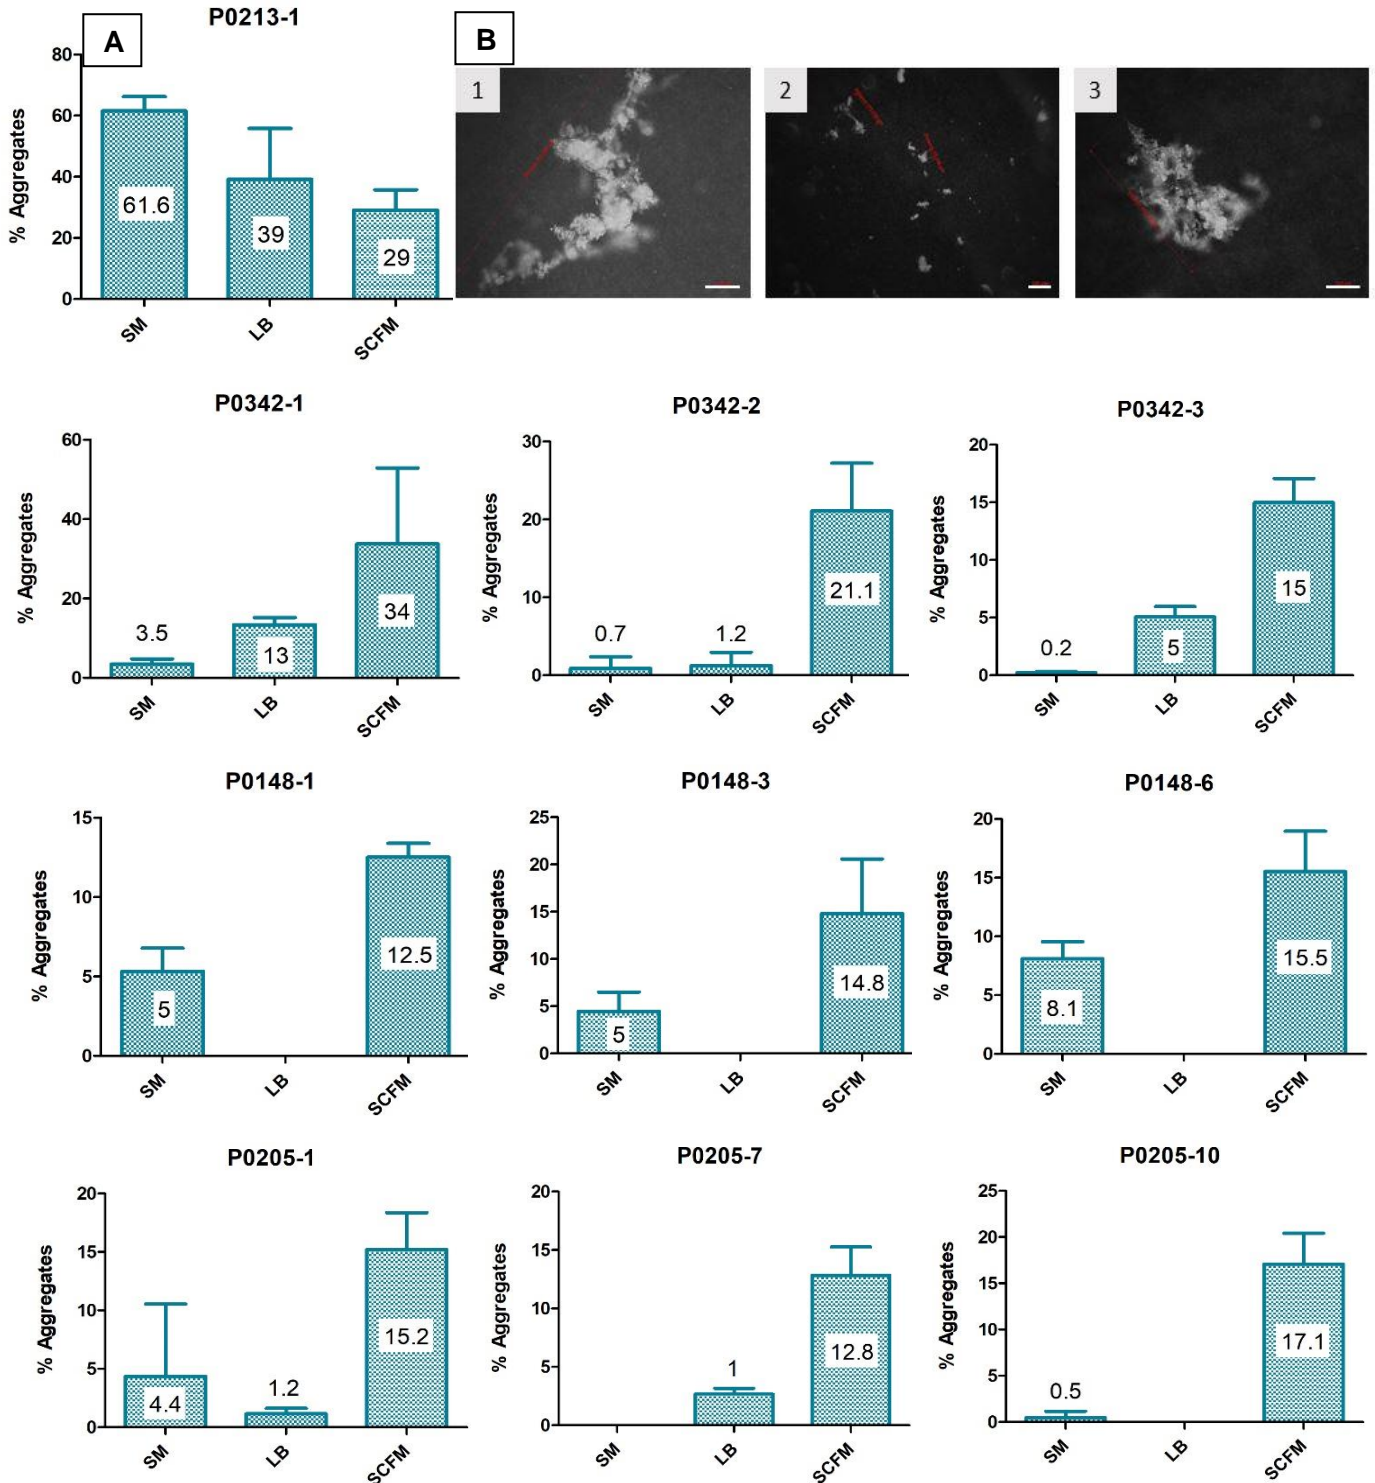 A
P0213-1
% Aggregates
80
60
40
20
0
61.6
39
29
SM
LB
SCFM
B
1
2
3
P0342-1
% Aggregates
60
40
20
0
3.5
13
34
SM
LB
SCFM
P0342-2
% Aggregates
30
20
10
0
0.7
1.2
21.1
SM
LB
SCFM
P0342-3
% Aggregates
20
15
10
5
0
0.2
5
15
SM
LB
SCFM
P0148-1
% Aggregates
15
10
5
0
5
12.5
SM
LB
SCFM
P0148-3
% Aggregates
25
20
15
10
5
0
5
14.8
SM
LB
SCFM
P0148-6
% Aggregates
20
15
10
5
0
8.1
15.5
SM
LB
SCFM
P0205-1
% Aggregates
20
15
10
5
0
4.4
1.2
15.2
SM
LB
SCFM
P0205-7
% Aggregates
20
15
10
5
0
1
12.8
SM
LB
SCFM
P0205-10
% Aggregates
25
20
15
10
5
0
0.5
17.1
SM
LB
SCFM